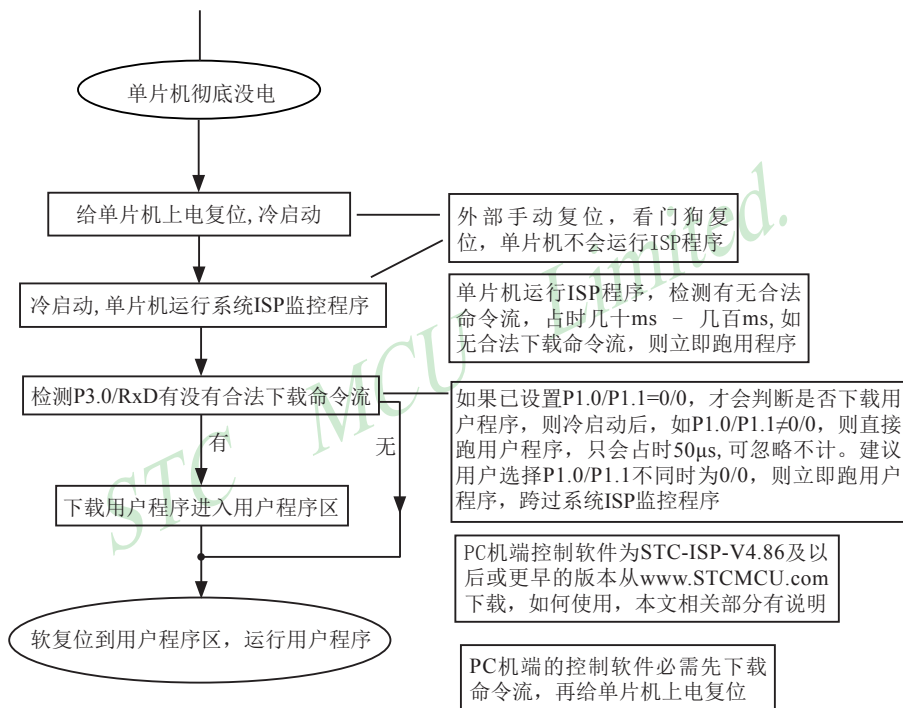 单片机彻底没电
给单片机上电复位,冷启动
外部手动复位，看门狗复
位，单片机不会运行ISP程序
冷启动,单片机运行系统ISP监控程序
单片机运行ISP程序，检测有无合法
命令流，占时几十ms - 几百ms,如
无合法下载命令流，则立即跑用程序
检测P3.0/RxD有没有合法下载命令流
如果已设置P1.0/P1.1=0/0，才会判断是否下载用
户程序，则冷启动后，如P1.0/P1.1≠0/0，则直接
跑用户程序，只会占时50μs,可忽略不计。建议
用户选择P1.0/P1.1不同时为0/0，则立即跑用户
程序，跨过系统ISP监控程序
有
无
下载用户程序进入用户程序区
PC机端控制软件为STC-ISP-V4.86及以
后或更早的版本从www.STCMCU.com
下载，如何使用，本文相关部分有说明
软复位到用户程序区，运行用户程序
PC机端的控制软件必需先下载
命令流，再给单片机上电复位
STC MCU Limited.